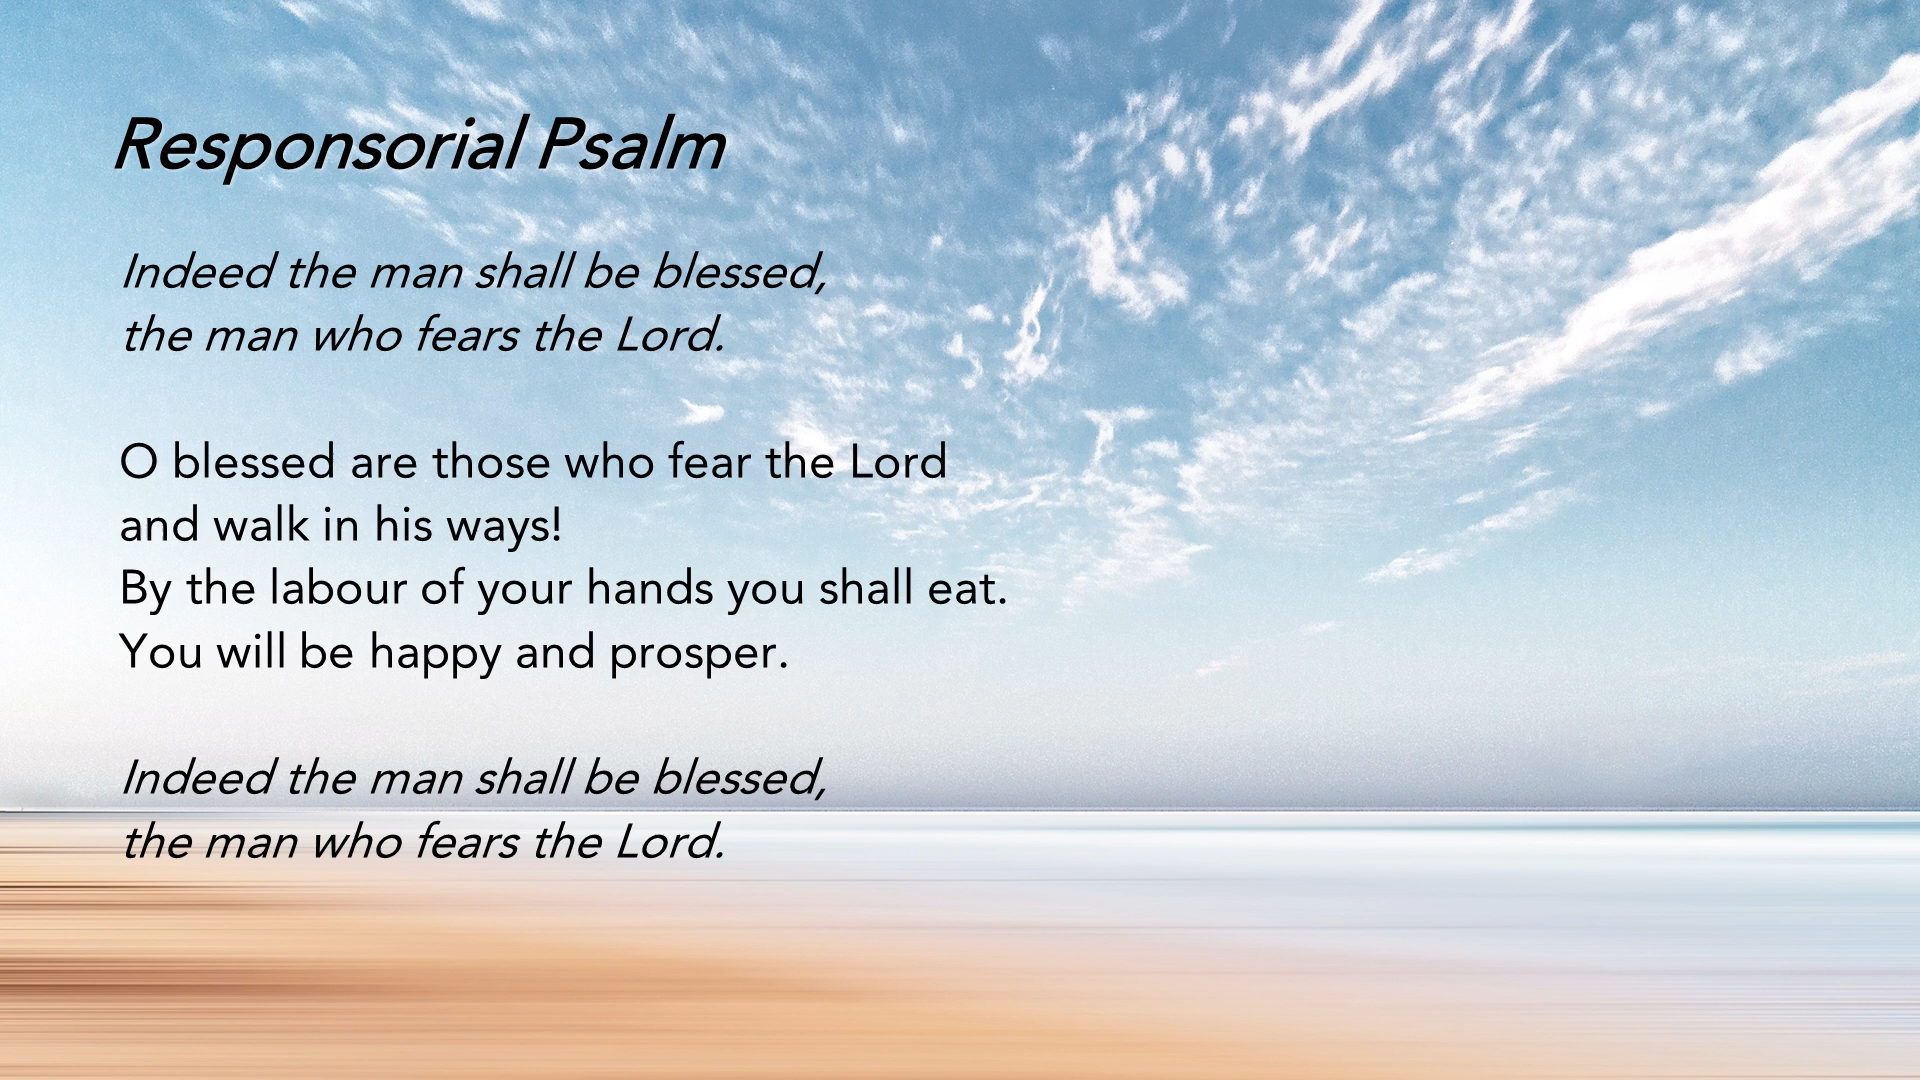 Responsorial Psalm
Indeed the man shall be blessed,
the man who fears the Lord.
O blessed are those who fear the Lord
and walk in his ways!
By the labour of your hands you shall eat.
You will be happy and prosper.
Indeed the man shall be blessed,
the man who fears the Lord.